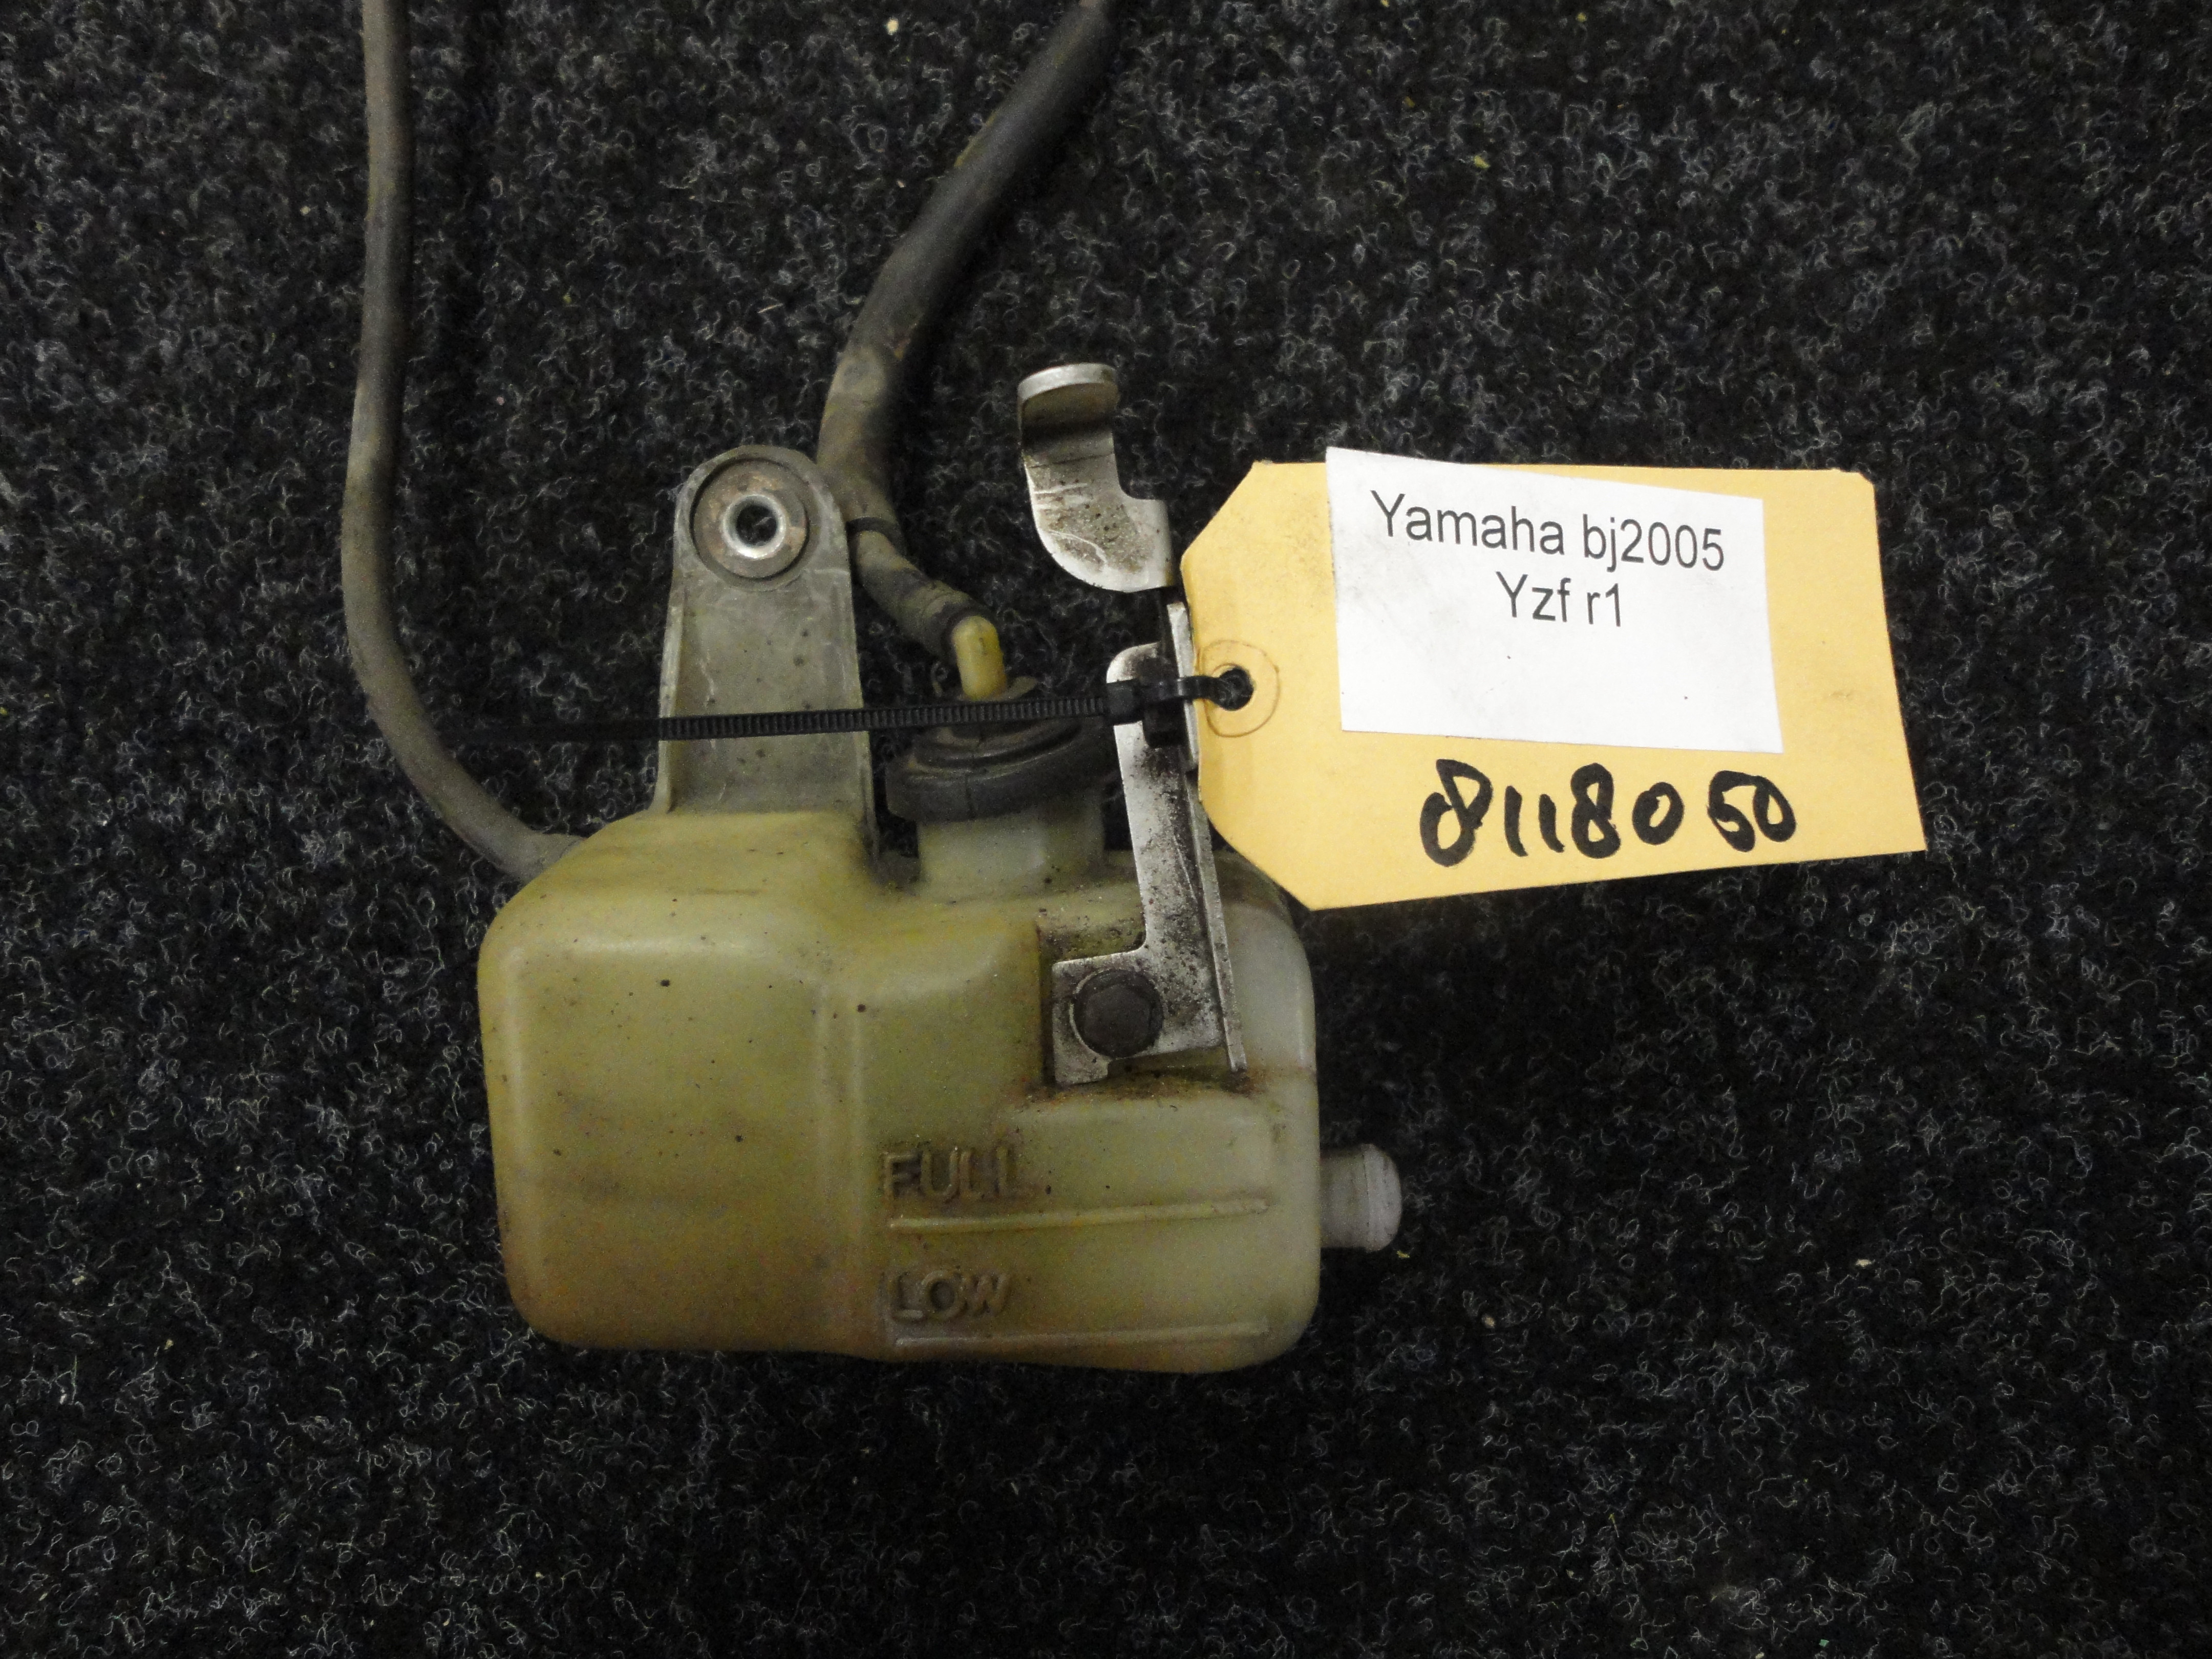 Yamaha bj2005
Yzf r1
8118050
FULL
LOW